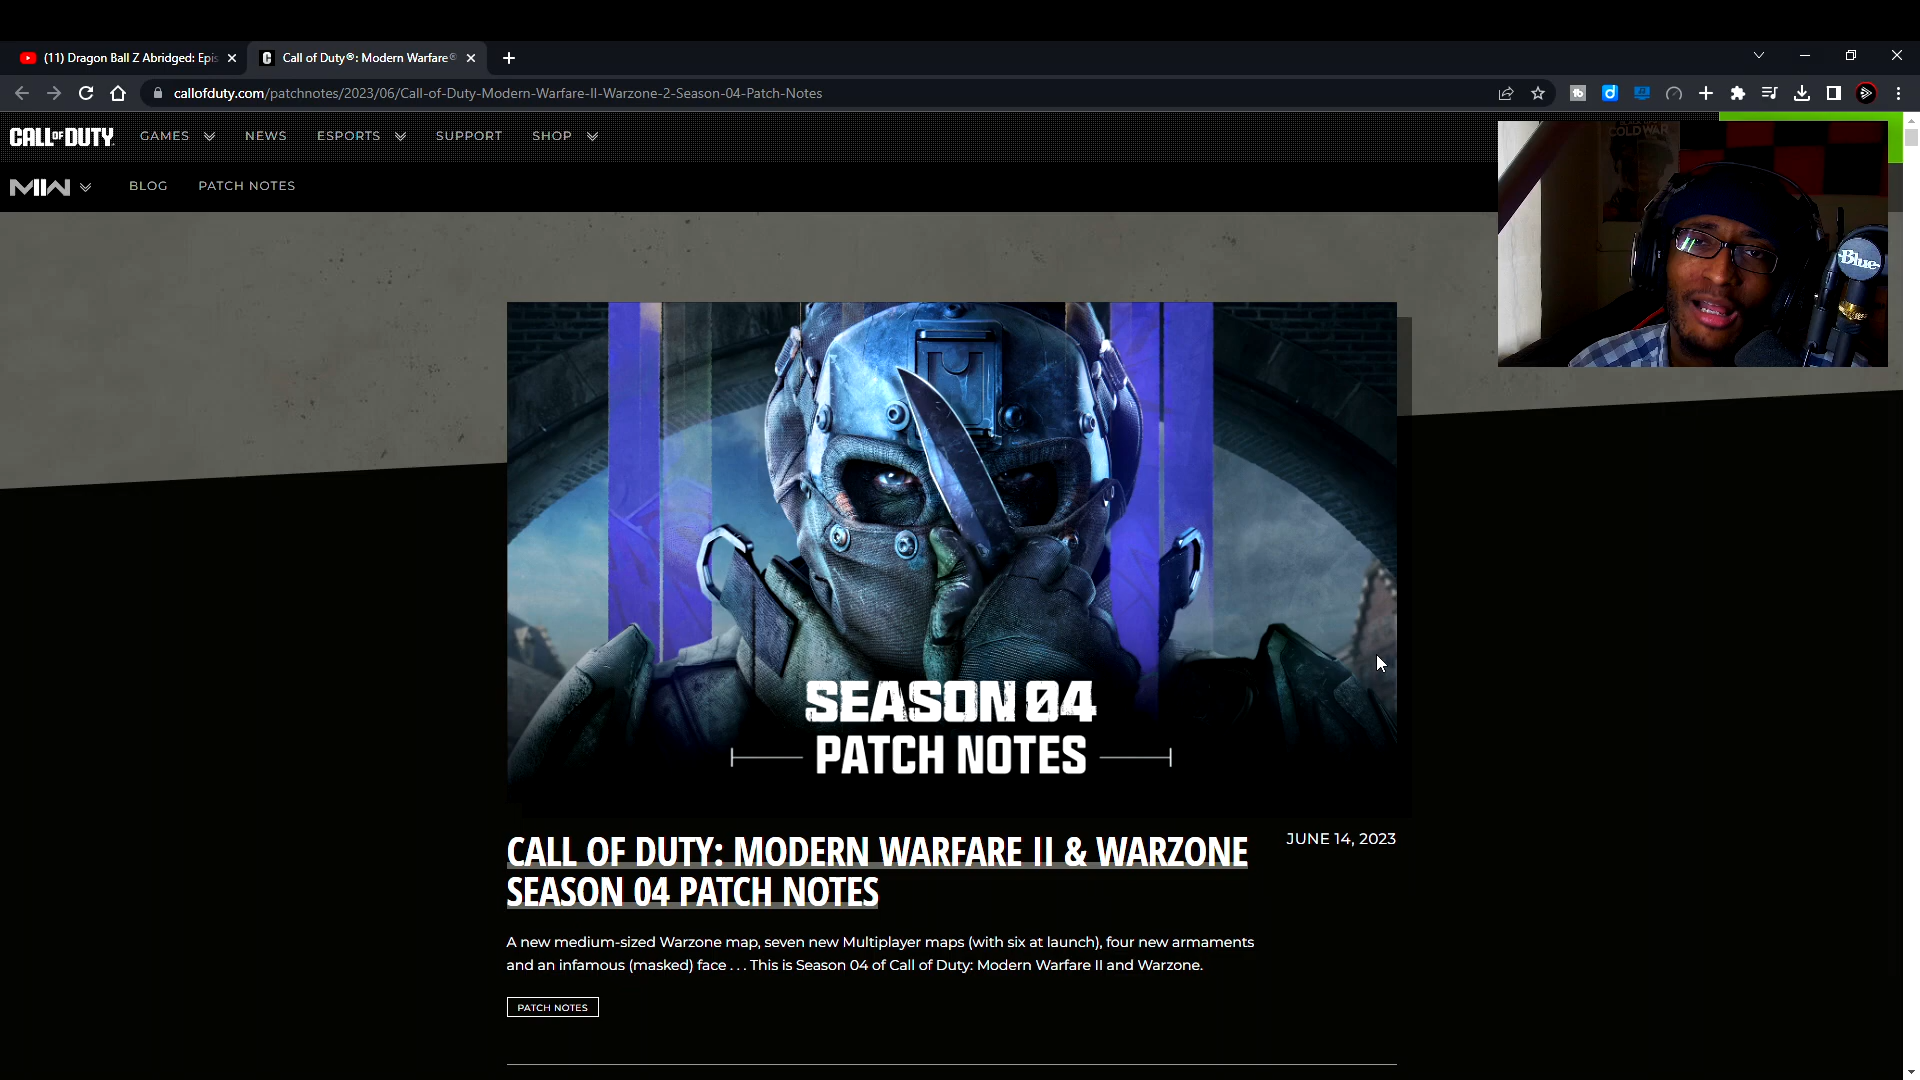 (11) Dragon Ball Z Abridged: Epis
Call of Duty®: Modern Warfare®
callofduty.com/patchnotes/2023/06/Call-of-Duty-Modern-Warfare-II-Warzone-2-Season-04-Patch-Notes
CALL OF DUTY.
GAMES
NEWS
ESPORTS
SUPPORT
SHOP
COLD WAR
MW
BLOG
PATCH NOTES
Blue
SEASON 04
PATCH NOTES
CALL OF DUTY: MODERN WARFARE II & WARZONE
SEASON 04 PATCH NOTES
JUNE 14, 2023
A new medium-sized Warzone map, seven new Multiplayer maps (with six at launch), four new armaments
and an infamous (masked) face . . . This is Season 04 of Call of Duty: Modern Warfare II and Warzone.
PATCH NOTES